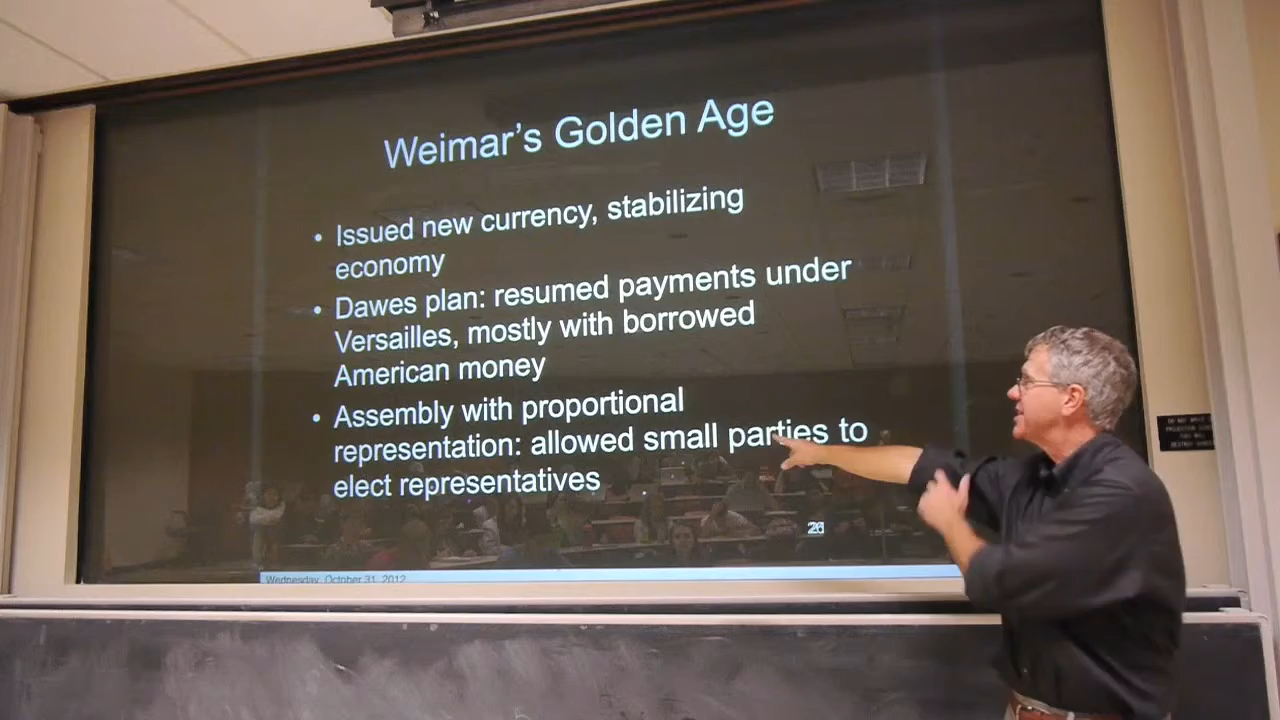 Weimar's Golden Age
• Issued new currency, stabilizing
economy
• Dawes plan: resumed payments under
Versailles, mostly with borrowed
American money
• Assembly with proportional
representation: allowed small parties to
elect representatives
26
Wednesday, October 31, 2012